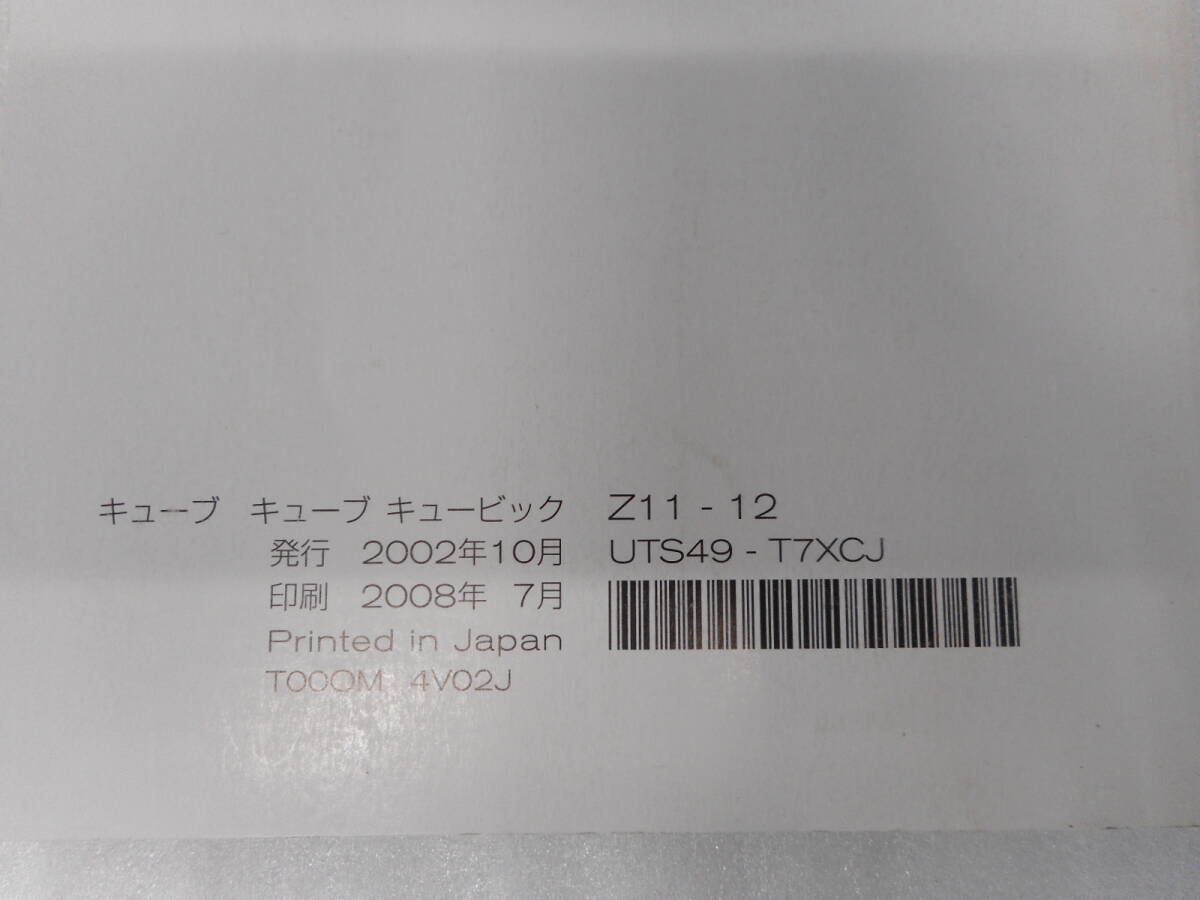 キューブ　キューブ キュービック　Z11 - 12
発行　2002年10月　UTS49 - T7XCJ
印刷　2008年　7月
Printed in Japan
T00OM 4V02J